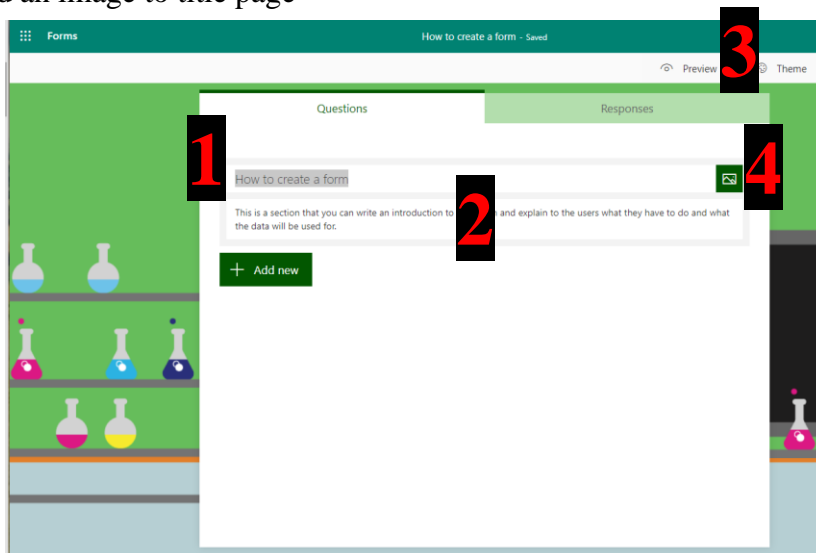 an image to title page
Forms
How to create a form - Saved
3
Preview
Theme
Questions
Responses
1
4
How to create a form
2
This is a section that you can write an introduction to and explain to the users what they have to do and what
the data will be used for.
+ Add new